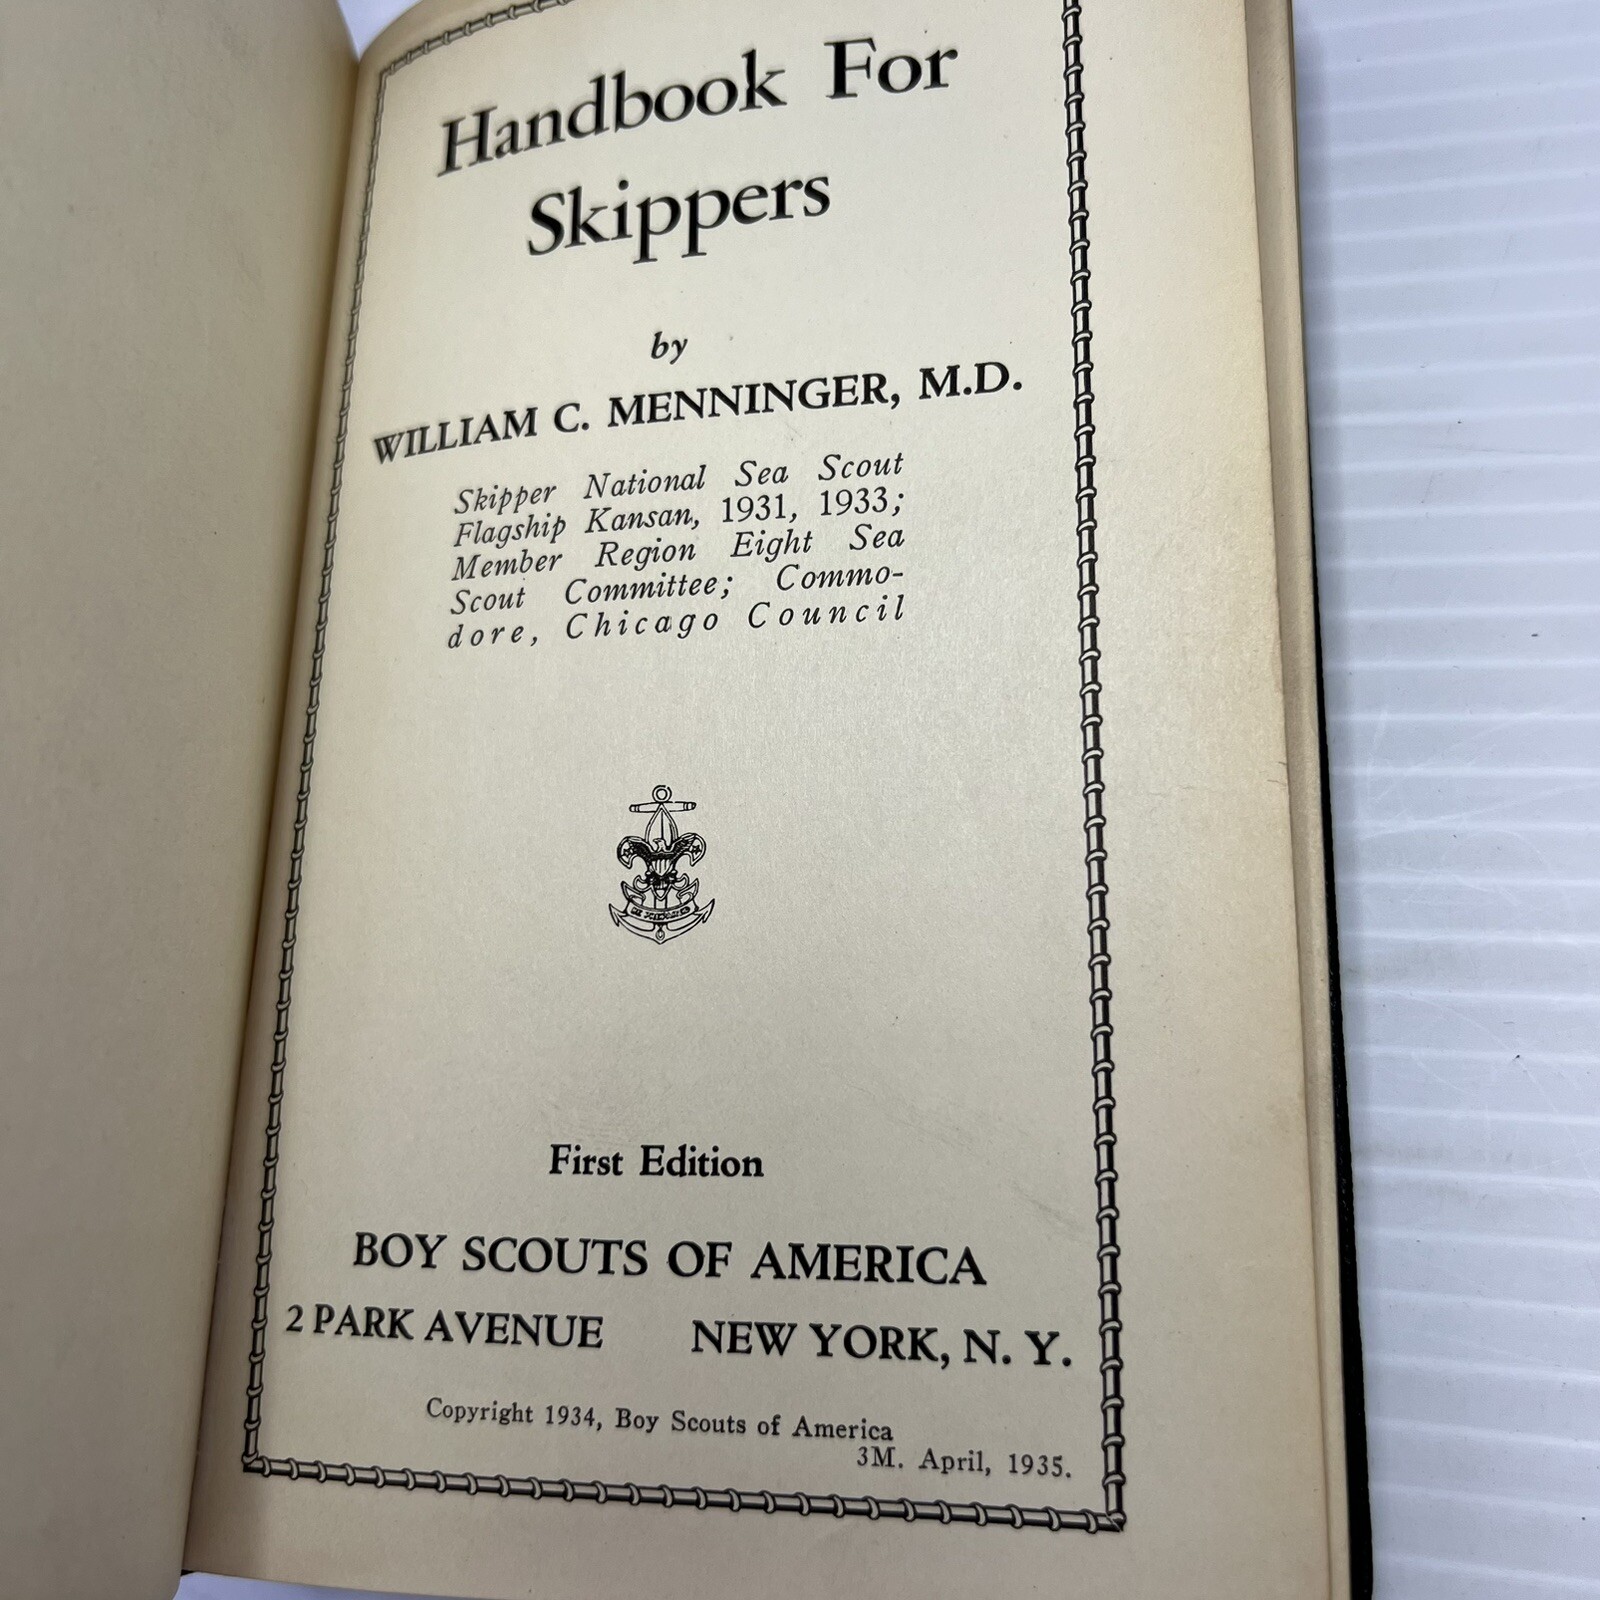 Handbook For
Skippers
by
WILLIAM C. MENNINGER, M.D.
Skipper National Sea Scout
Flagship Kansan, 1931, 1933;
Member Region Eight Sea
Scout Committee; Commo-
dore, Chicago Council
First Edition
BOY SCOUTS OF AMERICA
2 PARK AVENUE NEW YORK, N. Y.
Copyright 1934, Boy Scouts of America
3M. April, 1935.